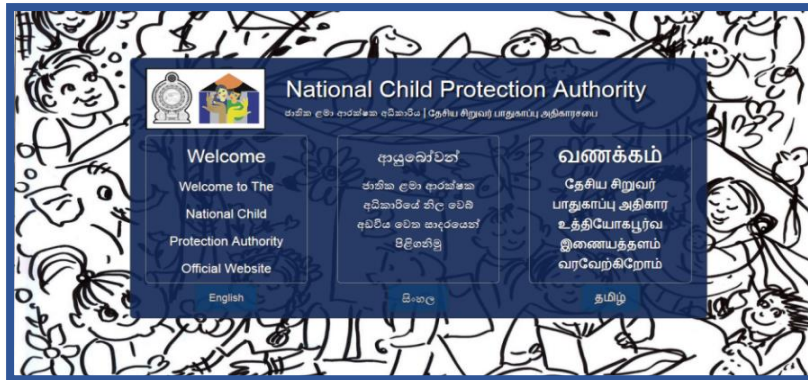 National Child Protection Authority
ජාතික ළමා ආරක්ෂක අධිකාරිය | தேசிய சிறுவர் பாதுகாப்பு அதிகாரசபை
Welcome
Welcome to The
National Child
Protection Authority
Official Website
English
ආයුබෝවන්
ජාතික ළමා ආරක්ෂක
අධිකාරියේ නිල වෙබ්
අඩවිය වෙත සාදරයෙන්
පිළිගනිමු
සිංහල
வணக்கம்
தேசிய சிறுவர்
பாதுகாப்பு அதிகார
உத்தியோகபூர்வ
இணையத்தளம்
வரவேற்கிறோம்
தமிழ்